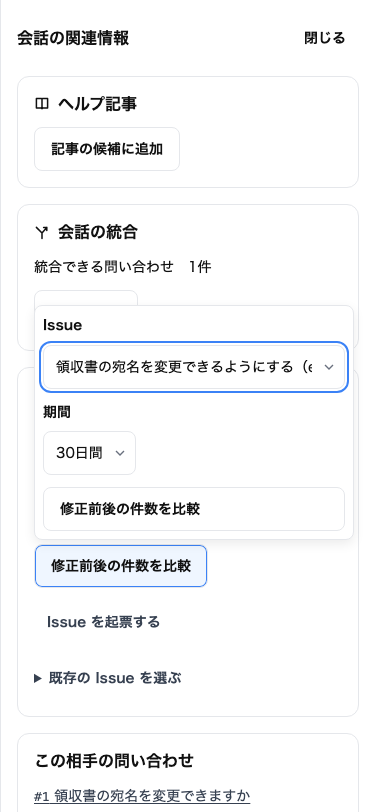 会話の関連情報
閉じる
ヘルプ記事
記事の候補に追加
会話の統合
統合できる問い合わせ 1件
Issue
領収書の宛名を変更できるようにする（e
期間
30日間
修正前後の件数を比較
修正前後の件数を比較
Issue を起票する
既存の Issue を選ぶ
この相手の問い合わせ
#1 領収書の宛名を変更できますか